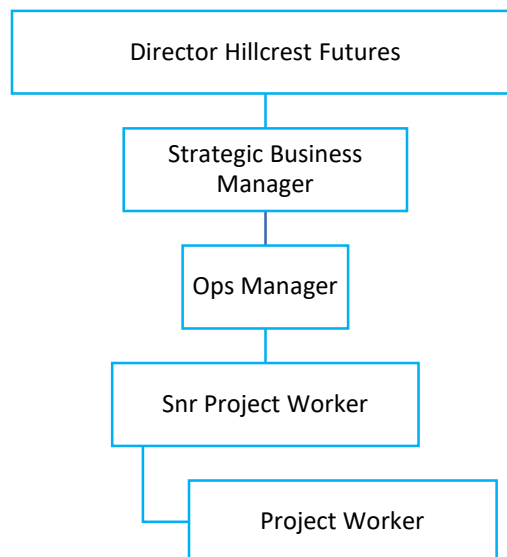 Director Hillcrest Futures
Strategic Business
Manager
Ops Manager
Snr Project Worker
Project Worker